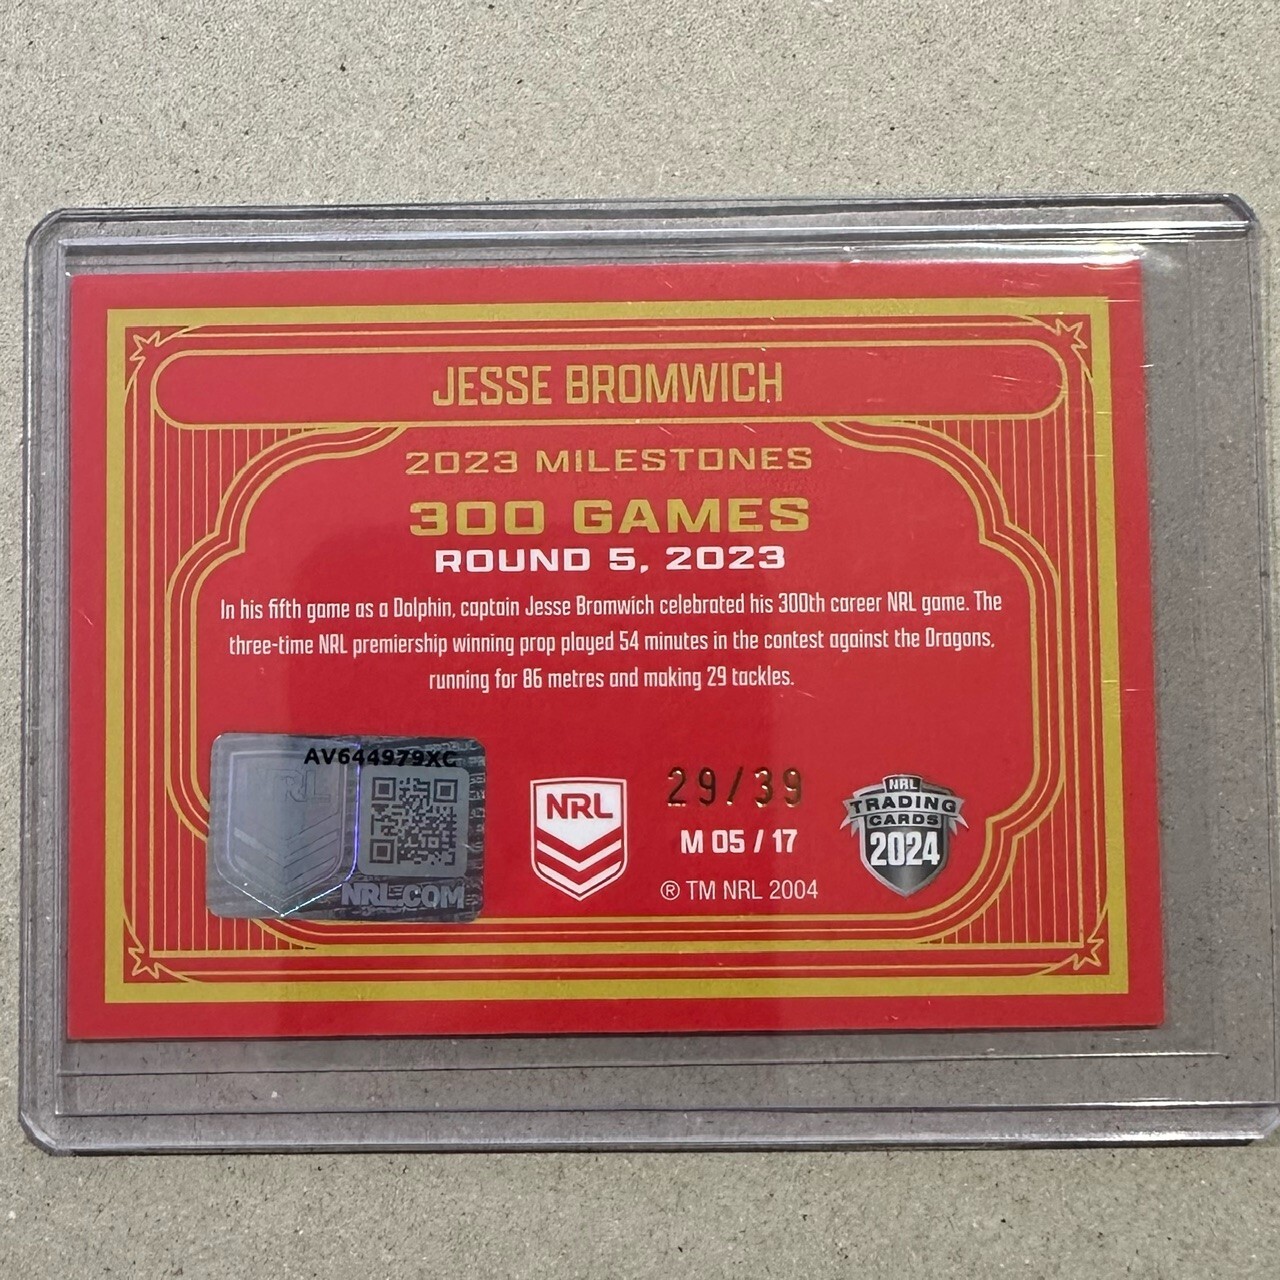 JESSE BROMWICH
2023 MILESTONES
300 GAMES
ROUND 5, 2023
In his fifth game as a Dolphin, captain Jesse Bromwich celebrated his 300th career NRL game. The
three-time NRL premiership winning prop played 54 minutes in the contest against the Dragons,
running for 86 metres and making 29 tackles.
AV644979XC
NRL
NRL.COM
NRL
29/39
M 05 / 17
® TM NRL 2004
NRL
TRADING
CARDS
2024